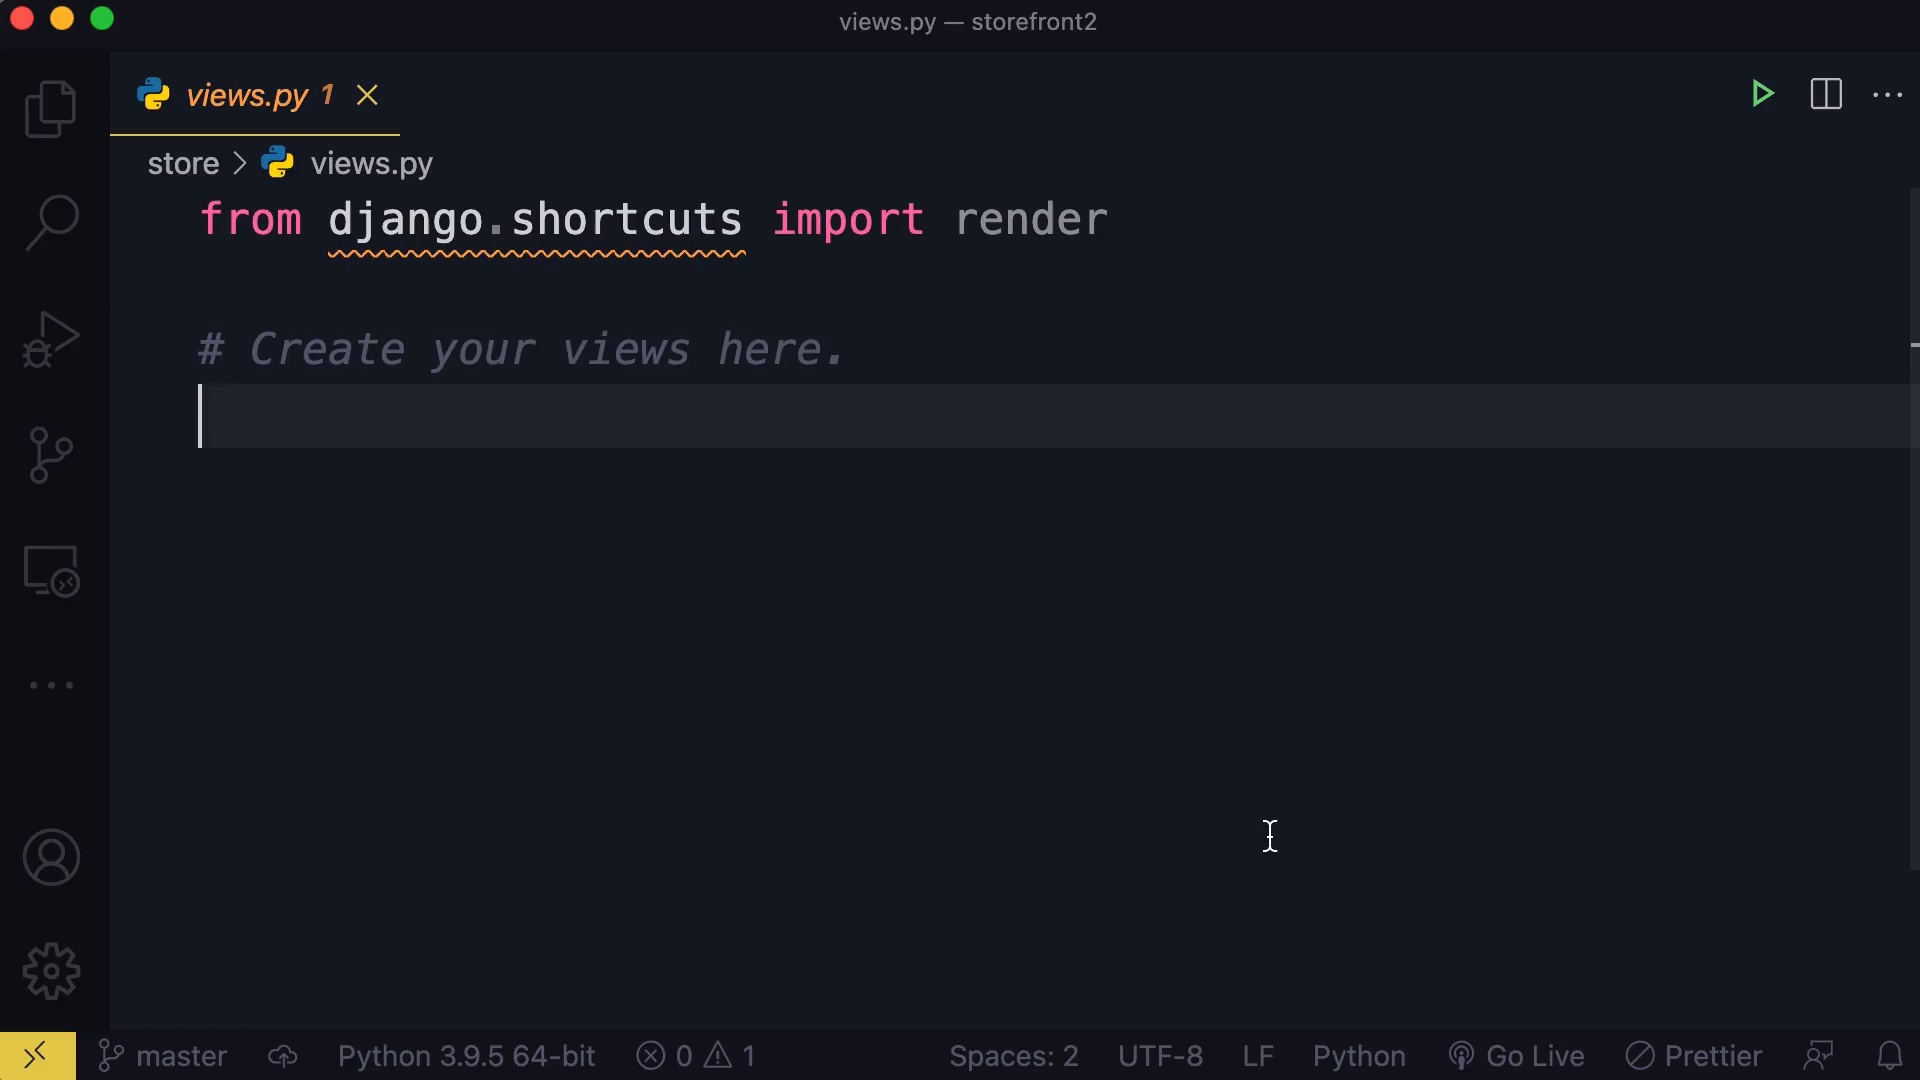 views.py — storefront2
views.py 1
store > views.py
from django.shortcuts import render
# Create your views here.
master Python 3.9.5 64-bit 0 1 Spaces: 2 UTF-8 LF Python Go Live Prettier